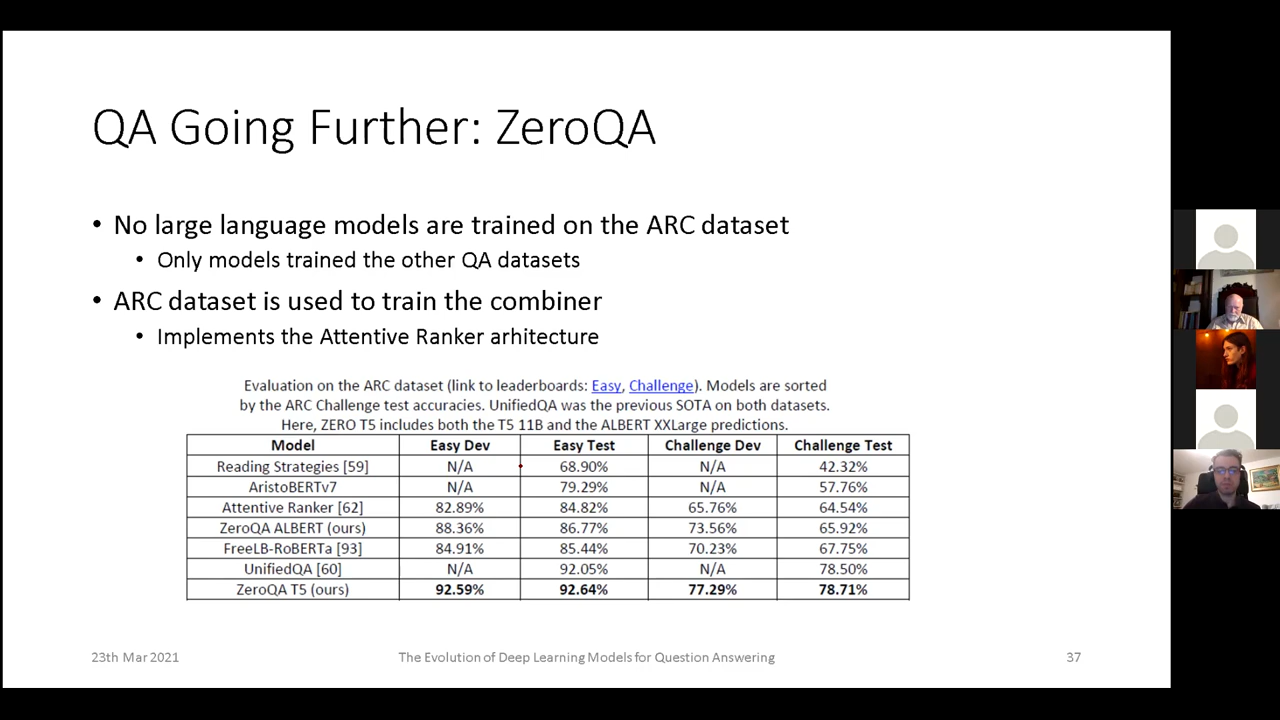 QA Going Further: ZeroQA
• No large language models are trained on the ARC dataset
• Only models trained the other QA datasets
• ARC dataset is used to train the combiner
• Implements the Attentive Ranker arhitecture
Evaluation on the ARC dataset (link to leaderboards: Easy, Challenge). Models are sorted
by the ARC Challenge test accuracies. UnifiedQA was the previous SOTA on both datasets.
Here, ZERO T5 includes both the T5 11B and the ALBERT XXLarge predictions.
Model Easy Dev Easy Test Challenge Dev Challenge Test
Reading Strategies [59] N/A 68.90% N/A 42.32%
AristoBERTv7 N/A 79.29% N/A 57.76%
Attentive Ranker [62] 82.89% 84.82% 65.76% 64.54%
ZeroQA ALBERT (ours) 88.36% 86.77% 73.56% 65.92%
FreeLB-RoBERTa [93] 84.91% 85.44% 70.23% 67.75%
UnifiedQA [60] N/A 92.05% N/A 78.50%
ZeroQA T5 (ours) 92.59% 92.64% 77.29% 78.71%
23th Mar 2021 The Evolution of Deep Learning Models for Question Answering 37